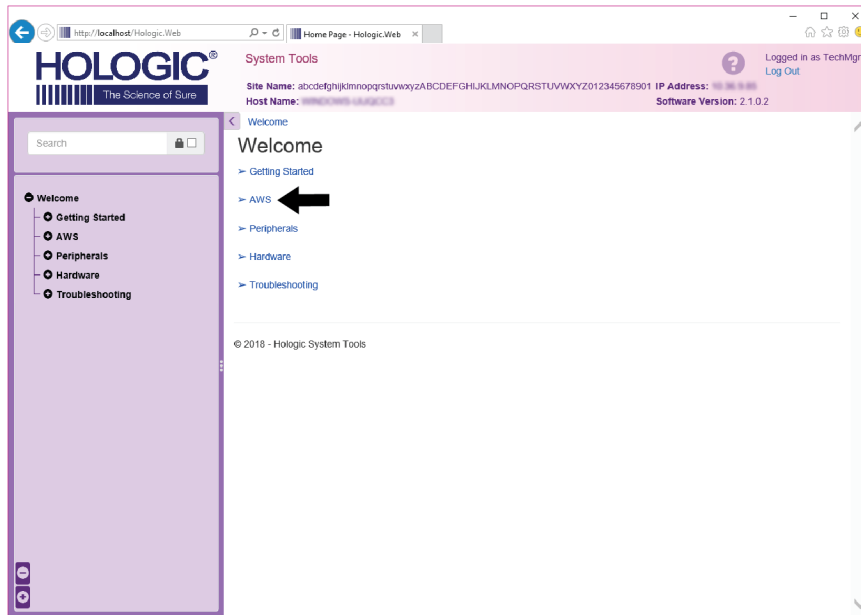 http://localhost/Hologic.Web
Home Page - Hologic.Web
HOLOGIC®
The Science of Sure
System Tools
Logged in as TechMgr
Log Out
Site Name: abcdefghijklmnopqrstuvwxyzABCDEFGHIJKLMNOPQRSTUVWXYZ012345678901 IP Address:
Host Name:
Software Version: 2.1.0.2
Search
Welcome
Getting Started
AWS
Peripherals
Hardware
Troubleshooting
Welcome
Welcome
➢ Getting Started
➢ AWS
➢ Peripherals
➢ Hardware
➢ Troubleshooting
© 2018 - Hologic System Tools